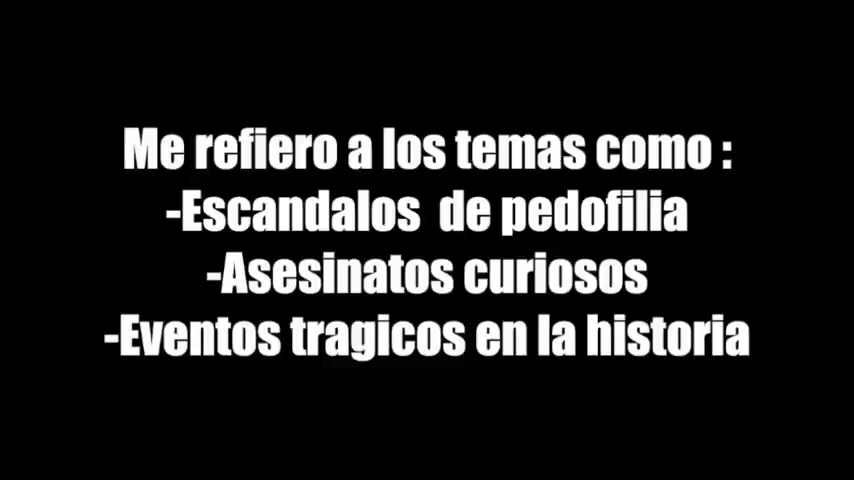 Me refiero a los temas como :
-Escandalos de pedofilia
-Asesinatos curiosos
-Eventos tragicos en la historia